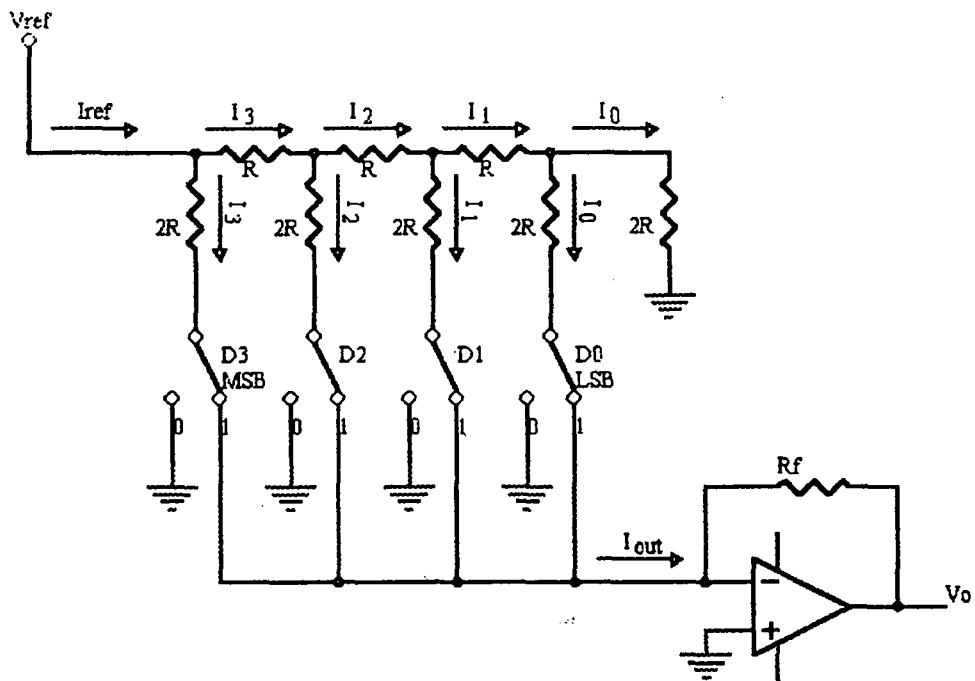 Vref
Iref I3 I2 I1 I0
R R R
2R I3 2R I2 2R I1 2R I0 2R
D3 D2 D1 D0
MSB LSB
0 1 0 1 0 1 0 1
Rf
Iout
−
Vo
+